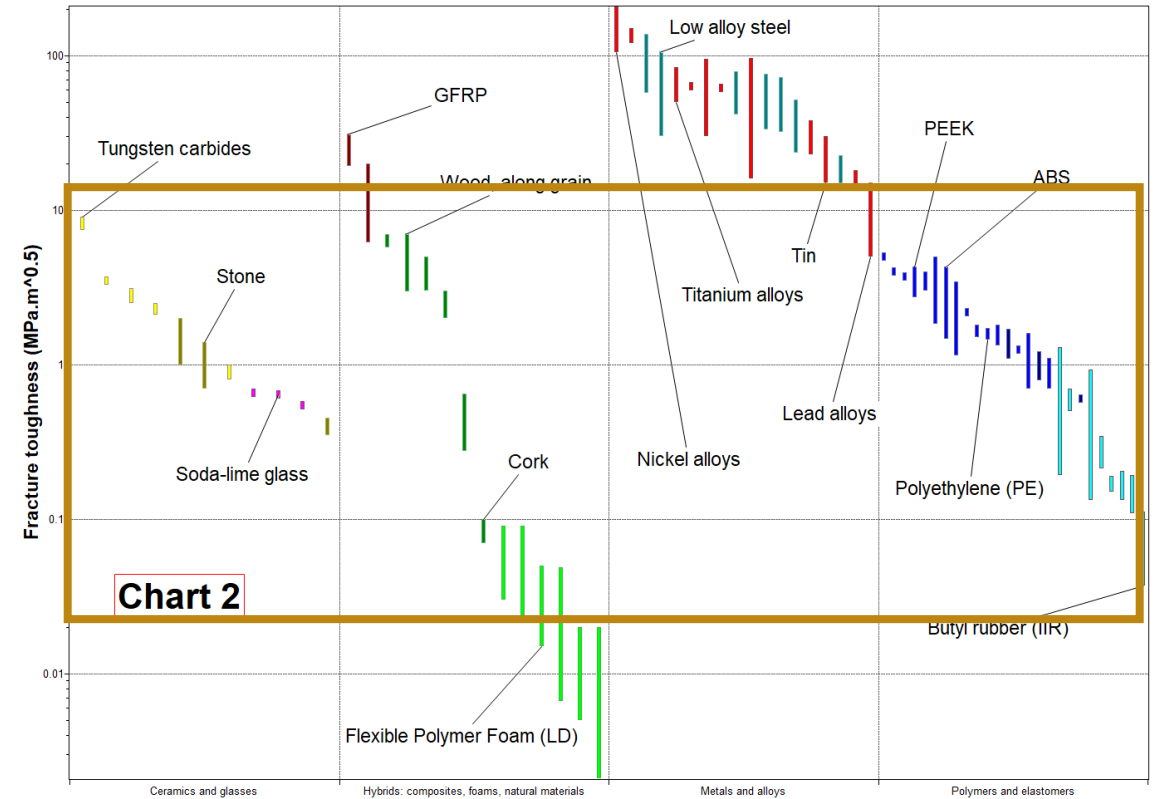 Low alloy steel
100
GFRP
PEEK
Tungsten carbides
ABS
Wood, along grain
10
Tin
Stone
Titanium alloys
Fracture toughness (MPa.m^0.5)
1
Lead alloys
Nickel alloys
Cork
Soda-lime glass
Polyethylene (PE)
0.1
Chart 2
Butyl rubber (IIR)
0.01
Flexible Polymer Foam (LD)
Ceramics and glasses
Hybrids: composites, foams, natural materials
Metals and alloys
Polymers and elastomers